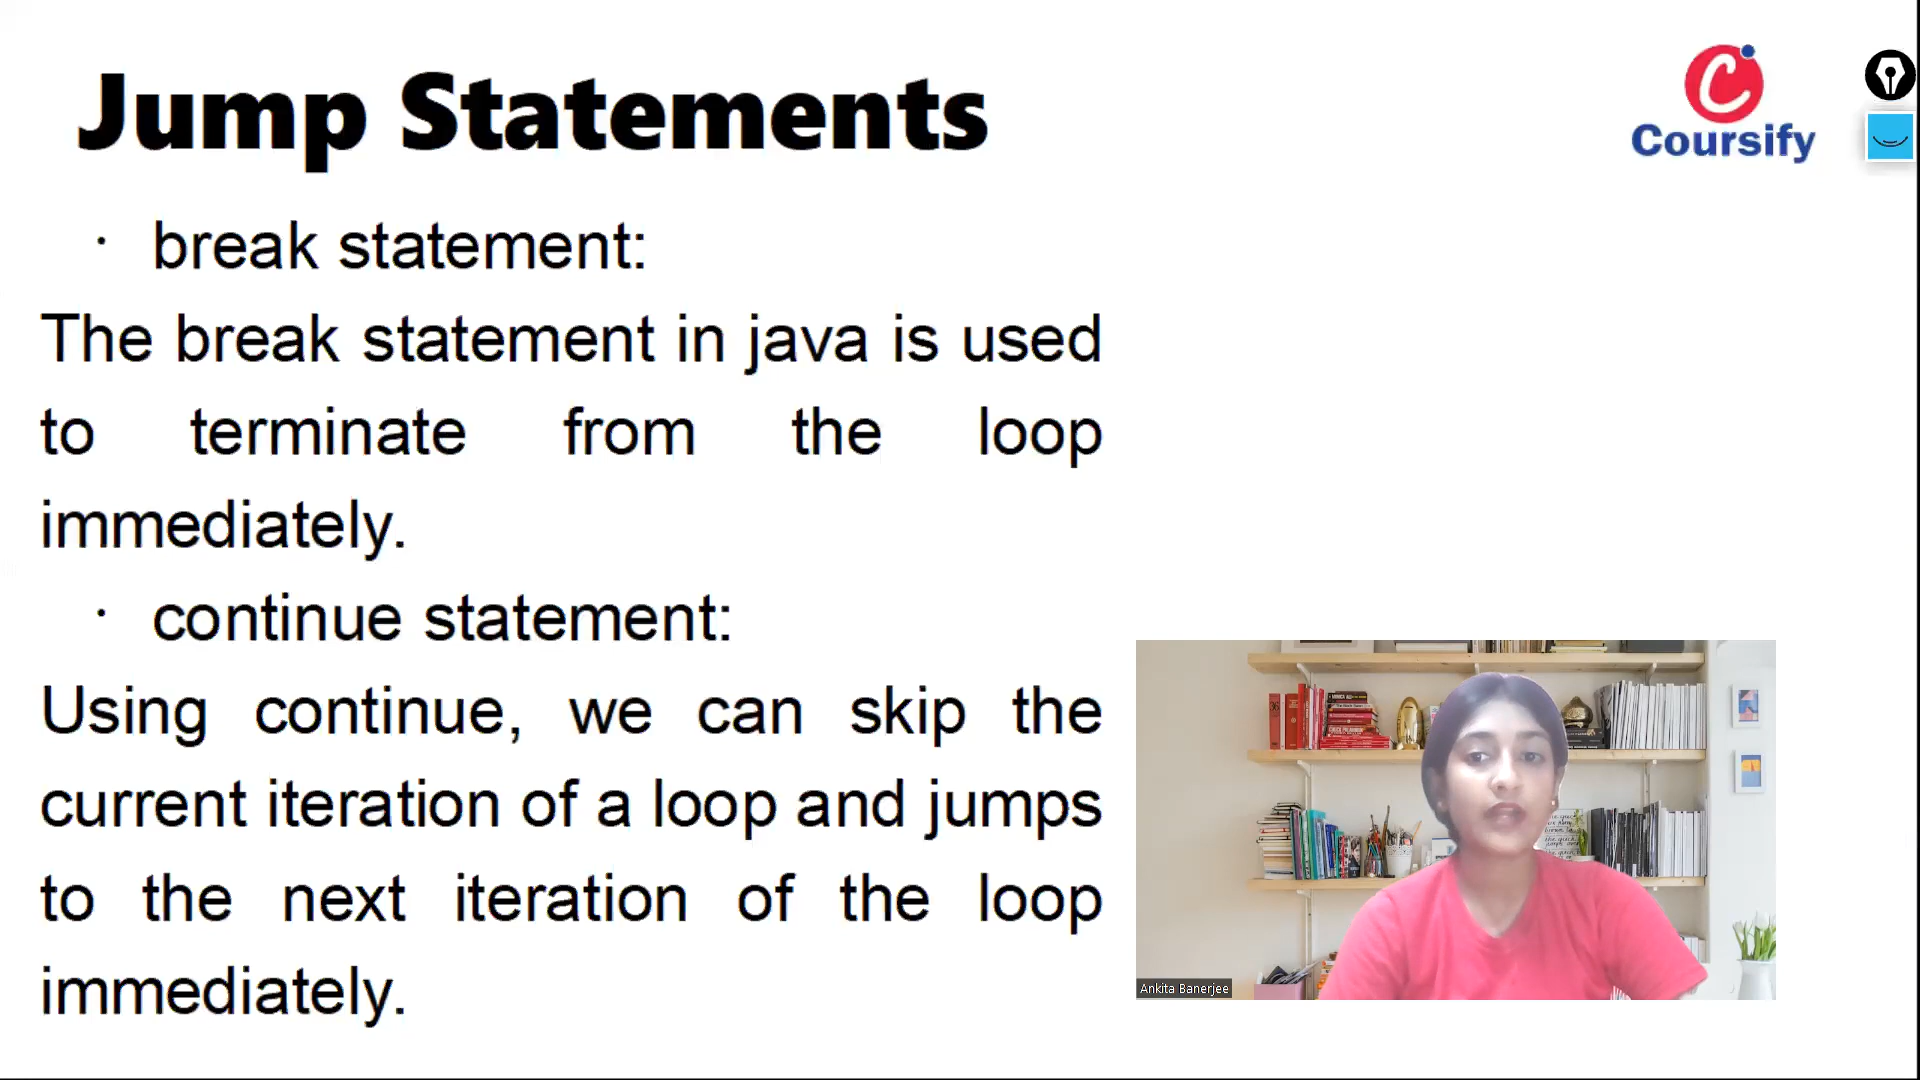 Jump Statements
Coursify
· break statement:
The break statement in java is used
to terminate from the loop
immediately.
· continue statement:
Using continue, we can skip the
current iteration of a loop and jumps
to the next iteration of the loop
immediately.
Ankita Banerjee